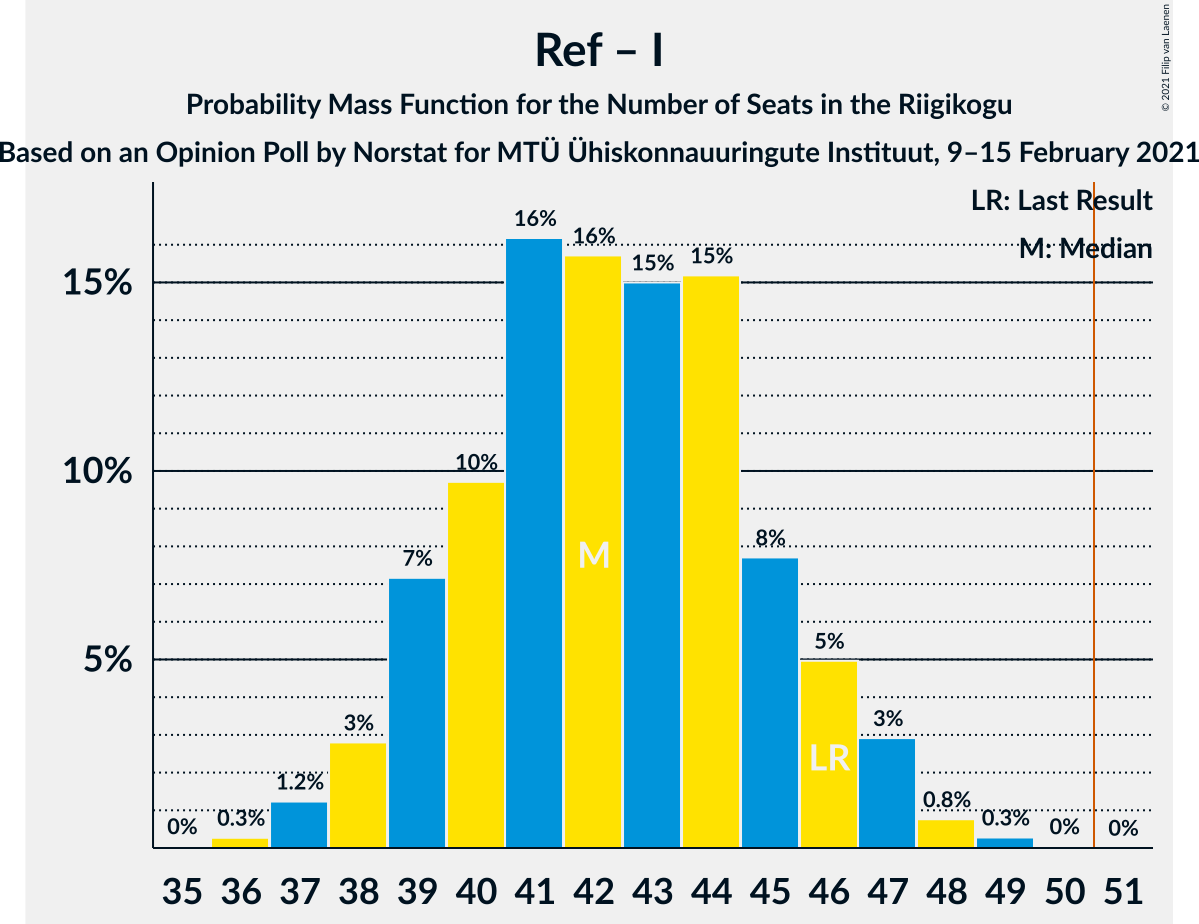 Ref – I
Probability Mass Function for the Number of Seats in the Riigikogu
Based on an Opinion Poll by Norstat for MTÜ Ühiskonnauuringute Instituut, 9–15 February 2021
© 2021 Filip van Laenen
LR: Last Result
M: Median
16%
16%
15%
15%
15%
10%
10%
8%
7%
M
5%
5%
3%
3%
LR
1.2%
0.8%
0%
0.3%
0.3%
0%
0%
35 36 37 38 39 40 41 42 43 44 45 46 47 48 49 50 51